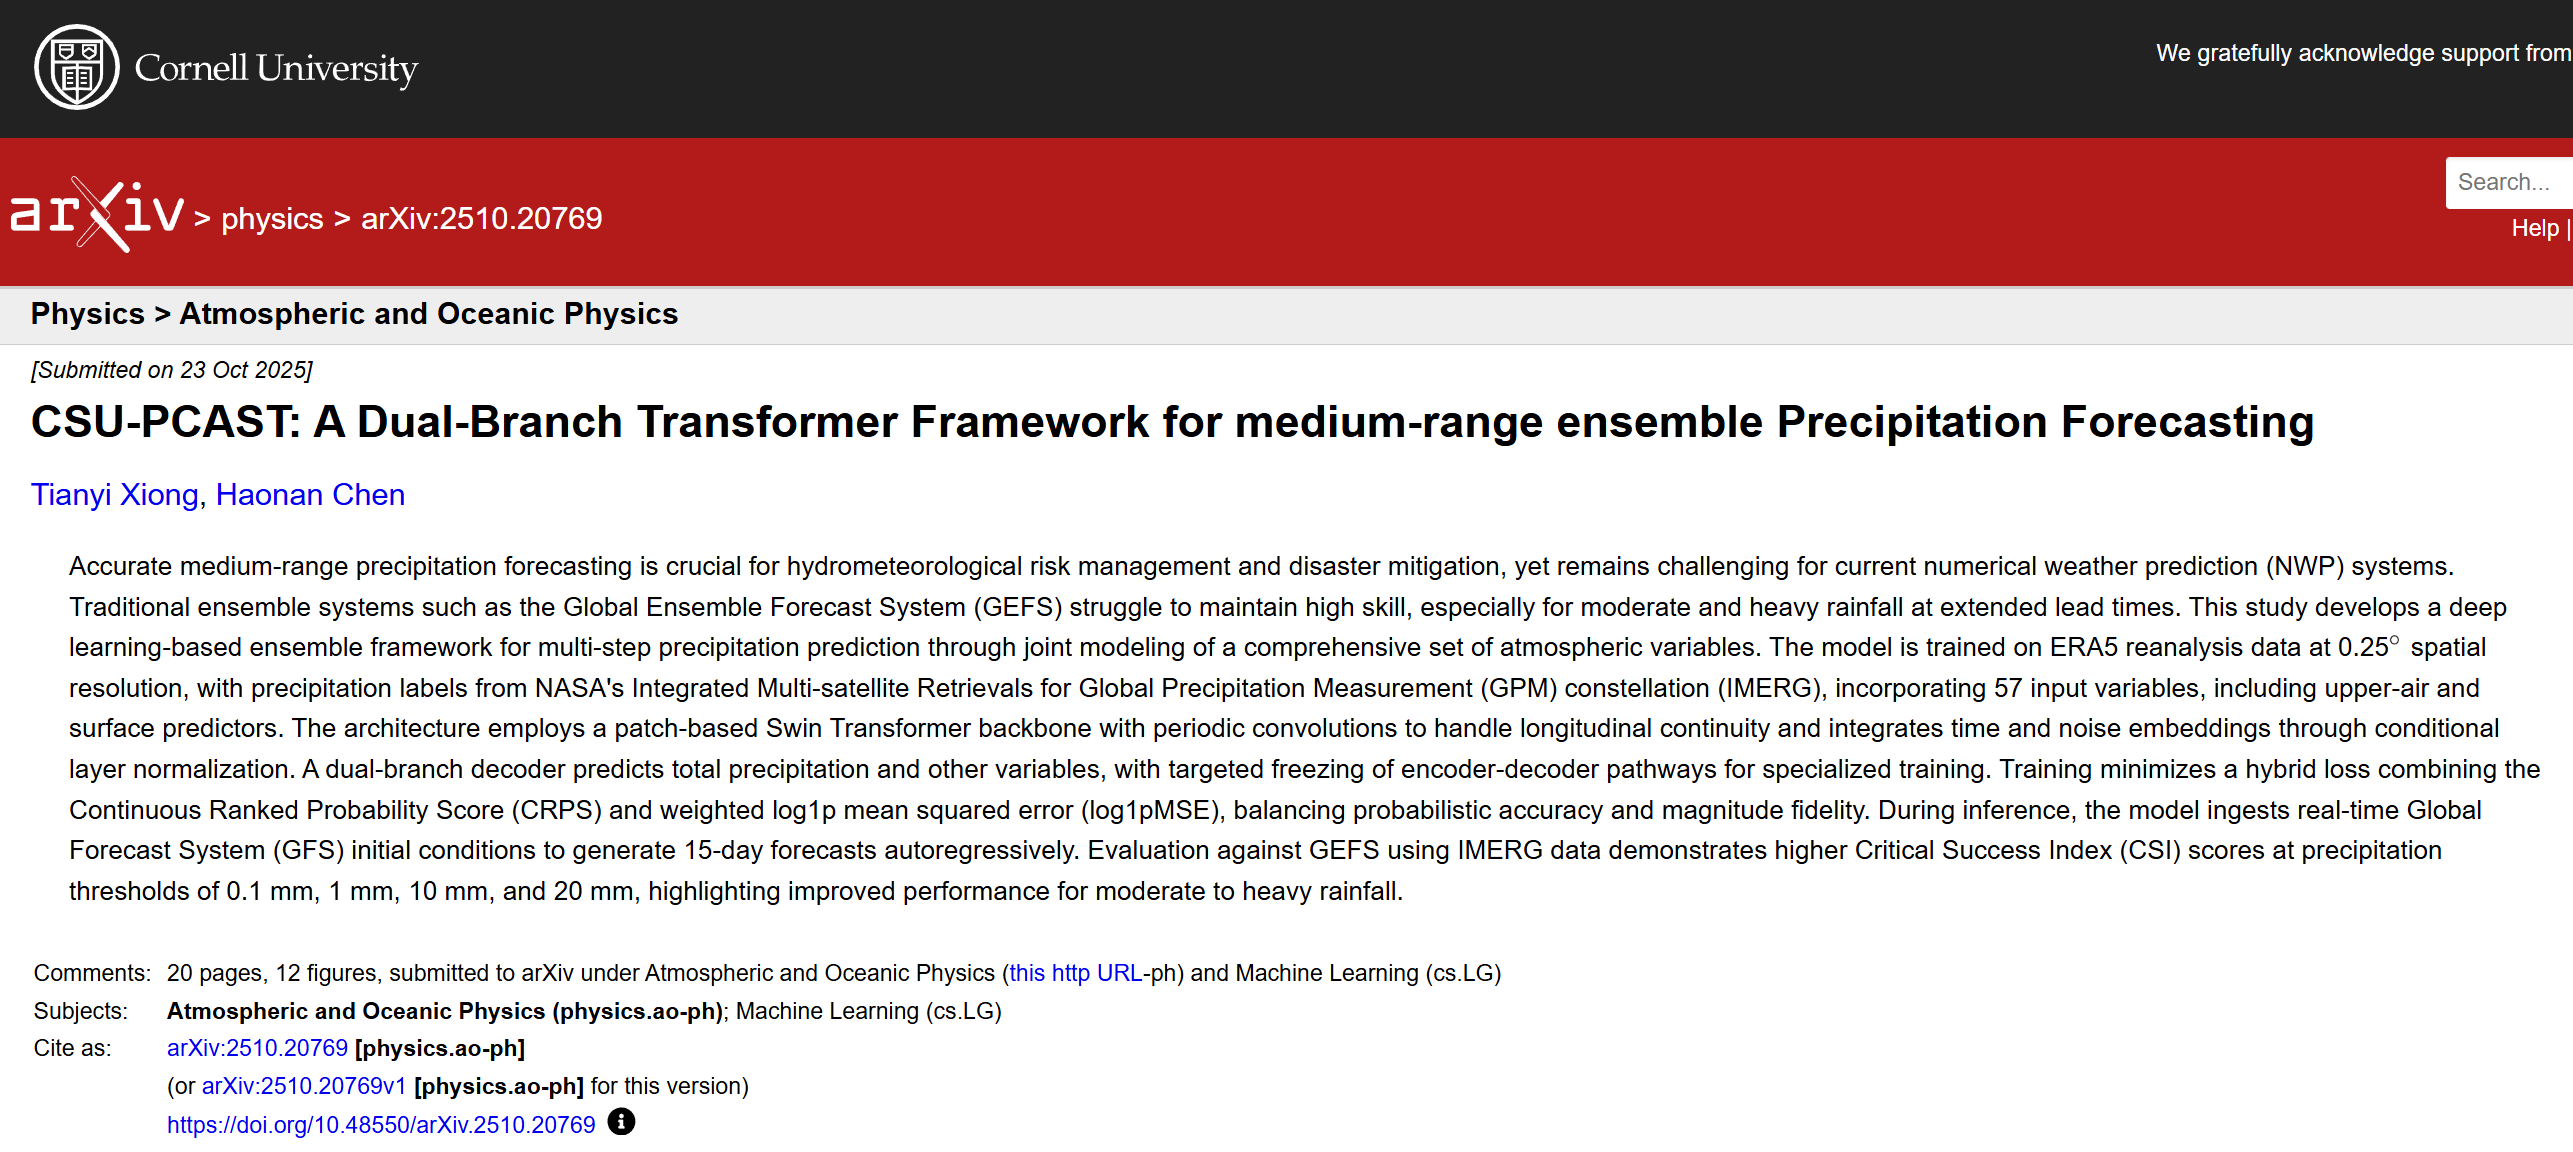 Cornell University
We gratefully acknowledge support from
arXiv > physics > arXiv:2510.20769
Search...
Help |
Physics > Atmospheric and Oceanic Physics
[Submitted on 23 Oct 2025]
CSU-PCAST: A Dual-Branch Transformer Framework for medium-range ensemble Precipitation Forecasting
Tianyi Xiong, Haonan Chen
Accurate medium-range precipitation forecasting is crucial for hydrometeorological risk management and disaster mitigation, yet remains challenging for current numerical weather prediction (NWP) systems.
Traditional ensemble systems such as the Global Ensemble Forecast System (GEFS) struggle to maintain high skill, especially for moderate and heavy rainfall at extended lead times. This study develops a deep
learning-based ensemble framework for multi-step precipitation prediction through joint modeling of a comprehensive set of atmospheric variables. The model is trained on ERA5 reanalysis data at 0.25° spatial
resolution, with precipitation labels from NASA's Integrated Multi-satellite Retrievals for Global Precipitation Measurement (GPM) constellation (IMERG), incorporating 57 input variables, including upper-air and
surface predictors. The architecture employs a patch-based Swin Transformer backbone with periodic convolutions to handle longitudinal continuity and integrates time and noise embeddings through conditional
layer normalization. A dual-branch decoder predicts total precipitation and other variables, with targeted freezing of encoder-decoder pathways for specialized training. Training minimizes a hybrid loss combining the
Continuous Ranked Probability Score (CRPS) and weighted log1p mean squared error (log1pMSE), balancing probabilistic accuracy and magnitude fidelity. During inference, the model ingests real-time Global
Forecast System (GFS) initial conditions to generate 15-day forecasts autoregressively. Evaluation against GEFS using IMERG data demonstrates higher Critical Success Index (CSI) scores at precipitation
thresholds of 0.1 mm, 1 mm, 10 mm, and 20 mm, highlighting improved performance for moderate to heavy rainfall.
Comments: 20 pages, 12 figures, submitted to arXiv under Atmospheric and Oceanic Physics (this http URL-ph) and Machine Learning (cs.LG)
Subjects: Atmospheric and Oceanic Physics (physics.ao-ph); Machine Learning (cs.LG)
Cite as: arXiv:2510.20769 [physics.ao-ph]
(or arXiv:2510.20769v1 [physics.ao-ph] for this version)
https://doi.org/10.48550/arXiv.2510.20769